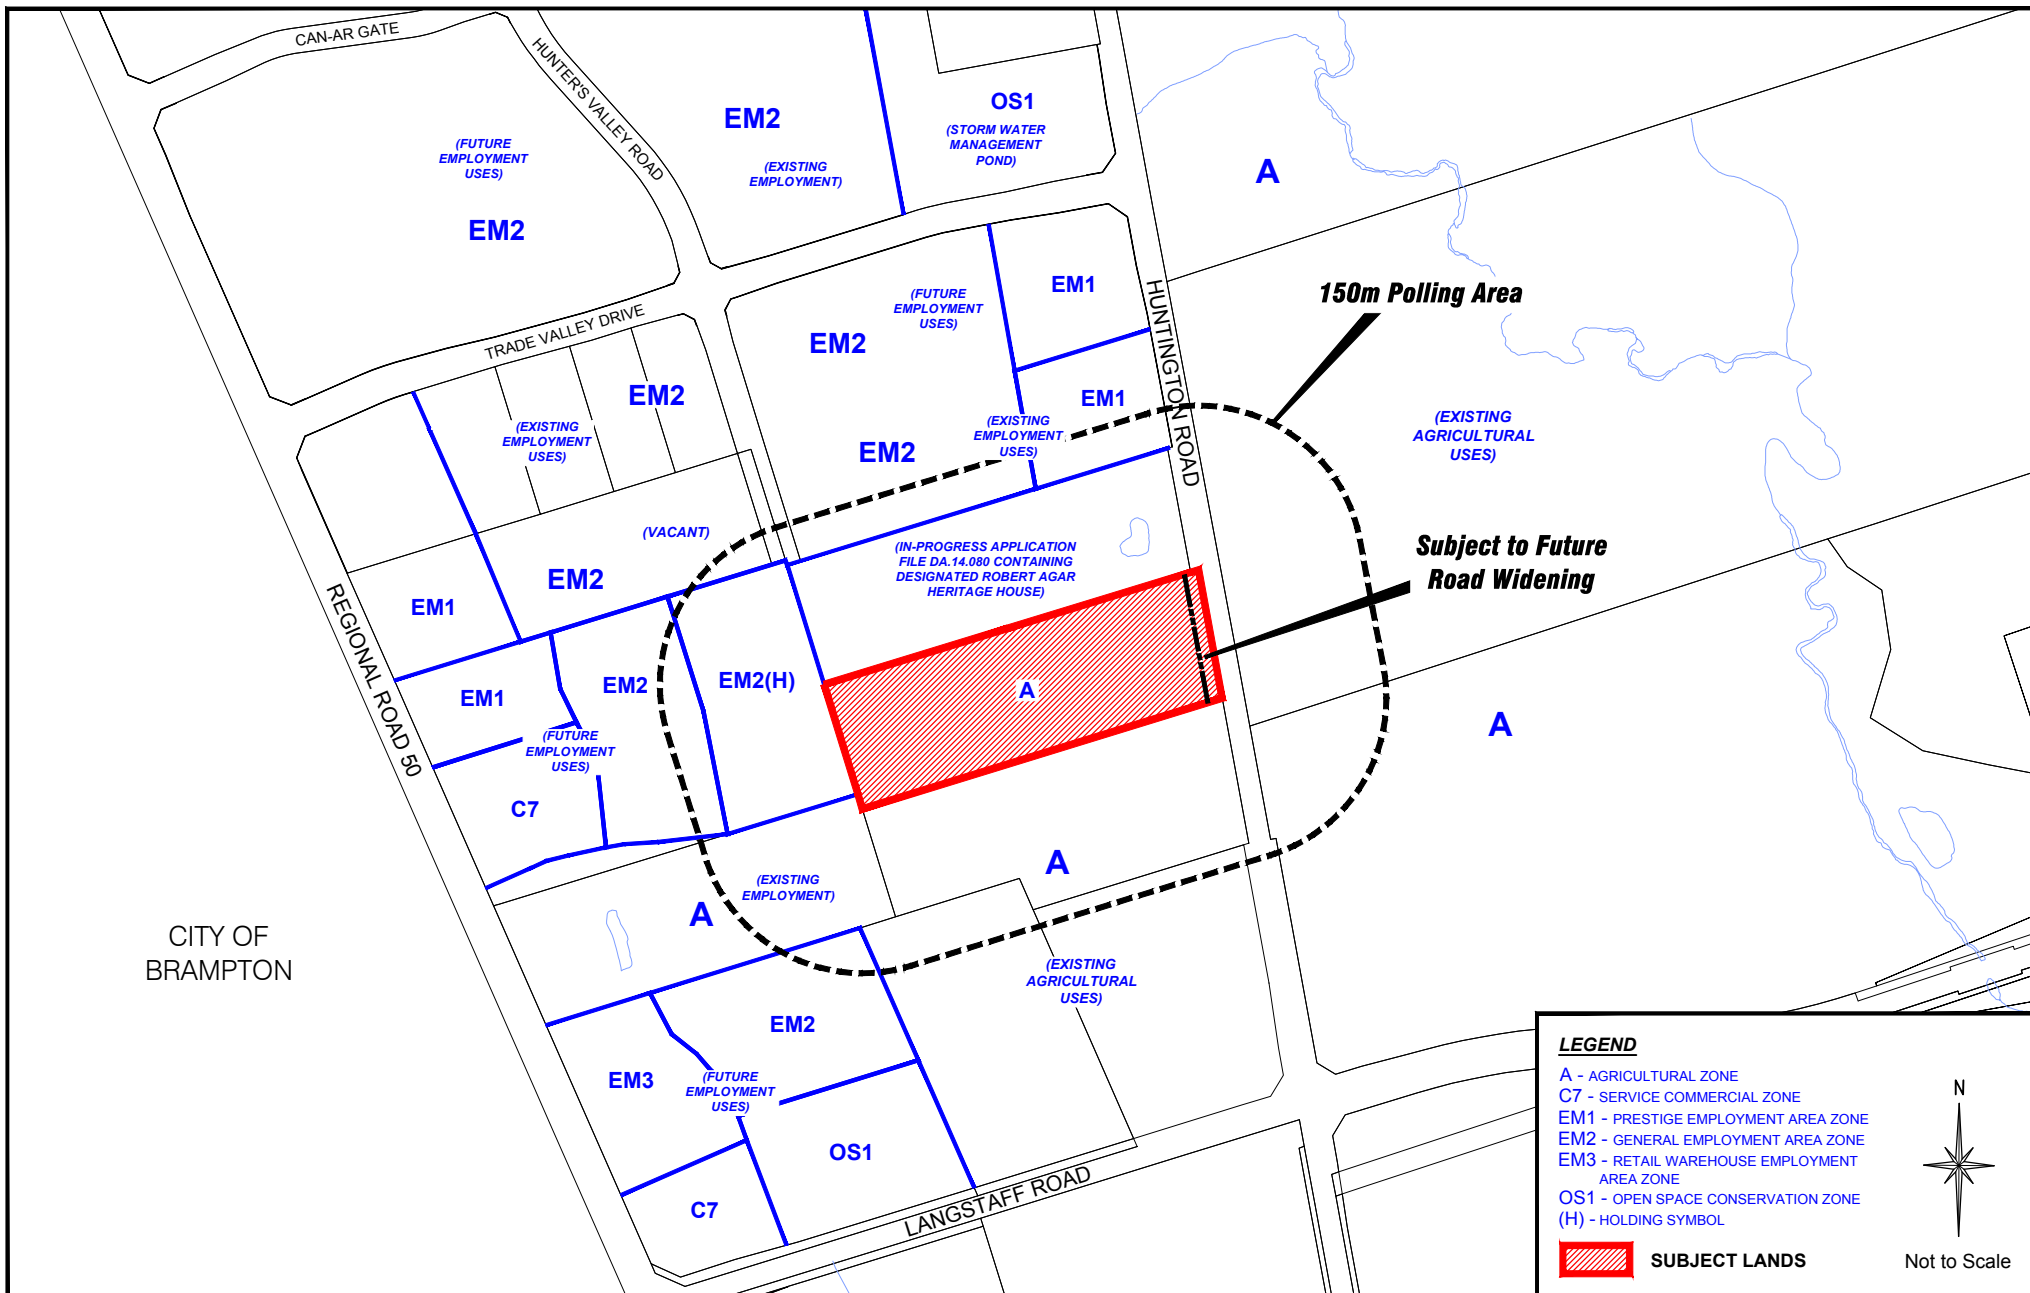 CAN-AR GATE
HUNTER'S VALLEY ROAD
EM2
(EXISTING
EMPLOYMENT)
OS1
(STORM WATER
MANAGEMENT
POND)
(FUTURE
EMPLOYMENT
USES)
EM2
A
TRADE VALLEY DRIVE
EM2
(FUTURE
EMPLOYMENT
USES)
EM1
HUNTINGTON ROAD
150m Polling Area
EM2
(EXISTING
EMPLOYMENT
USES)
EM1
EM2
(EXISTING
EMPLOYMENT
USES)
(EXISTING
AGRICULTURAL
USES)
(VACANT)
EM2
EM1
(IN-PROGRESS APPLICATION
FILE DA.14.080 CONTAINING
DESIGNATED ROBERT AGAR
HERITAGE HOUSE)
Subject to Future
Road Widening
REGIONAL ROAD 50
EM1
EM2
EM2(H)
A
(FUTURE
EMPLOYMENT
USES)
A
C7
(EXISTING
EMPLOYMENT)
A
A
CITY OF
BRAMPTON
(EXISTING
AGRICULTURAL
USES)
EM2
EM3
(FUTURE
EMPLOYMENT
USES)
OS1
C7
LANGSTAFF ROAD
LEGEND
A - AGRICULTURAL ZONE
C7 - SERVICE COMMERCIAL ZONE
EM1 - PRESTIGE EMPLOYMENT AREA ZONE
EM2 - GENERAL EMPLOYMENT AREA ZONE
EM3 - RETAIL WAREHOUSE EMPLOYMENT
AREA ZONE
OS1 - OPEN SPACE CONSERVATION ZONE
(H) - HOLDING SYMBOL
SUBJECT LANDS
N
Not to Scale